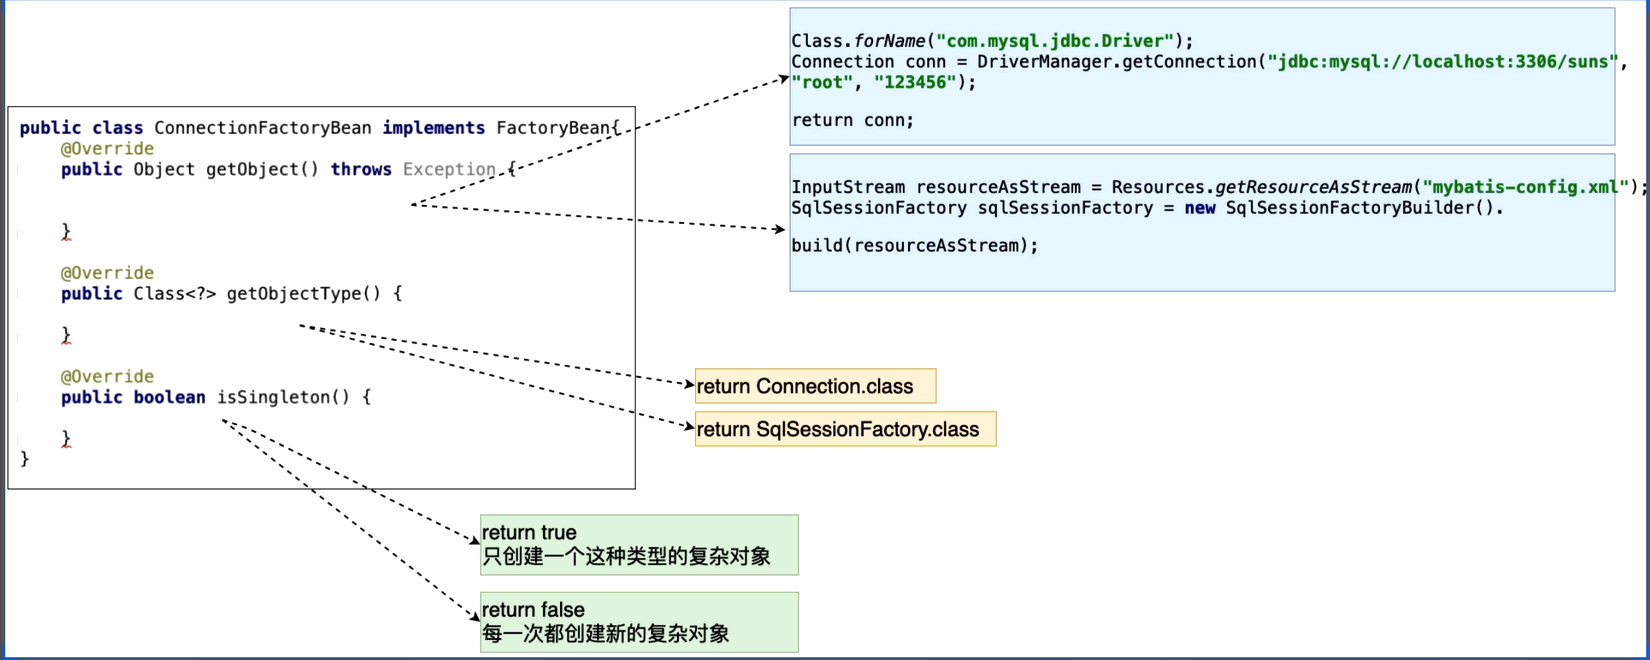 public class ConnectionFactoryBean implements FactoryBean{
@Override
public Object getObject() throws Exception {
}
@Override
public Class<?> getObjectType() {
}
@Override
public boolean isSingleton() {
}
}
Class.forName("com.mysql.jdbc.Driver");
Connection conn = DriverManager.getConnection("jdbc:mysql://localhost:3306/suns",
"root", "123456");
return conn;
InputStream resourceAsStream = Resources.getResourceAsStream("mybatis-config.xml");
SqlSessionFactory sqlSessionFactory = new SqlSessionFactoryBuilder().
build(resourceAsStream);
return Connection.class
return SqlSessionFactory.class
return true
只创建一个这种类型的复杂对象
return false
每一次都创建新的复杂对象